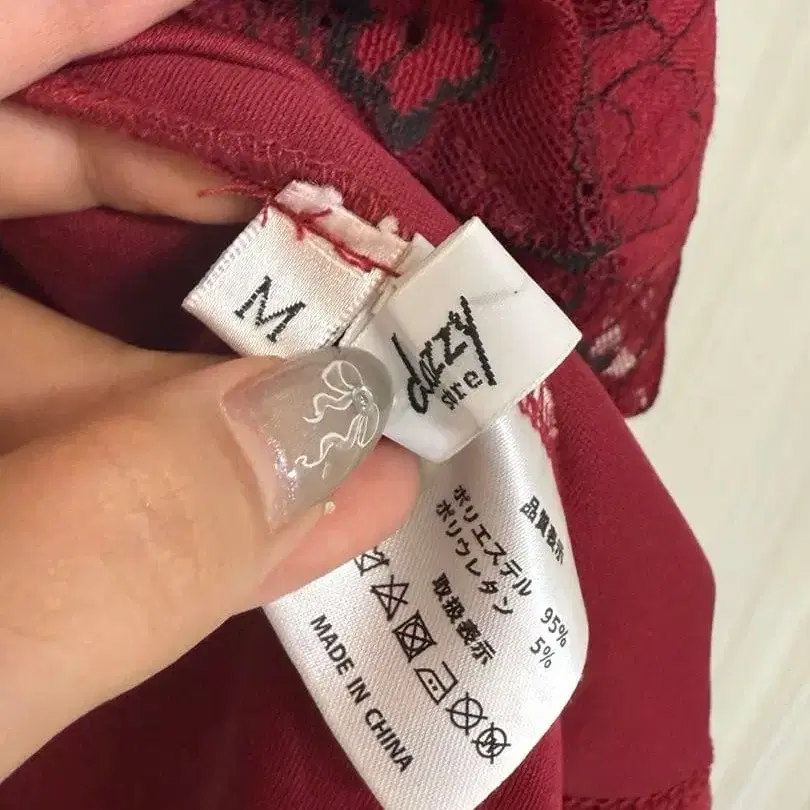 M
dazzy
store
品質表示
ポリエステル 95%
ポリウレタン 5%
取扱表示
MADE IN CHINA